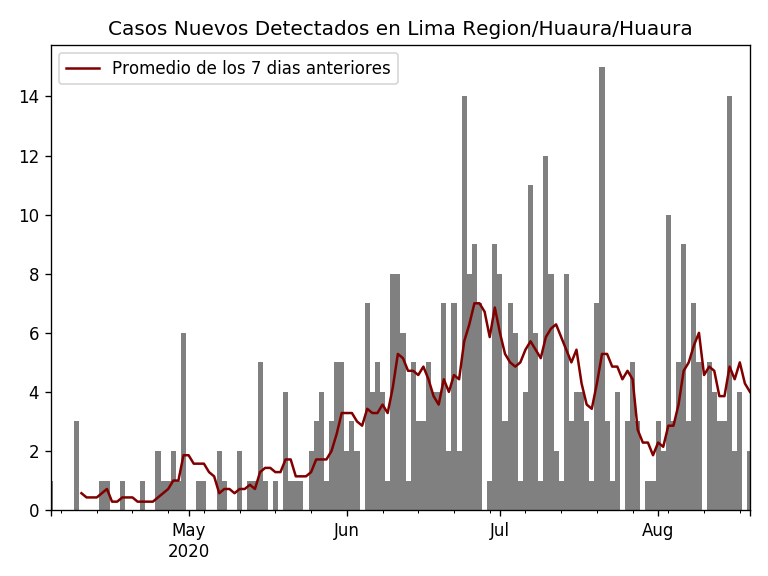 Casos Nuevos Detectados en Lima Region/Huaura/Huaura
Promedio de los 7 dias anteriores
14
12
10
8
6
4
2
0
May
2020
Jun
Jul
Aug